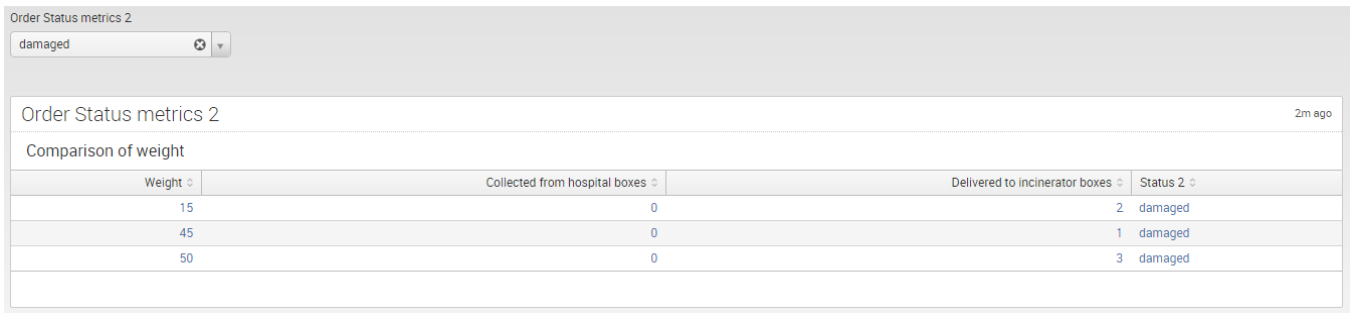 Order Status metrics 2
damaged
Order Status metrics 2 2m ago
Comparison of weight
Weight Collected from hospital boxes Delivered to incinerator boxes Status 2
15 0 2 damaged
45 0 1 damaged
50 0 3 damaged